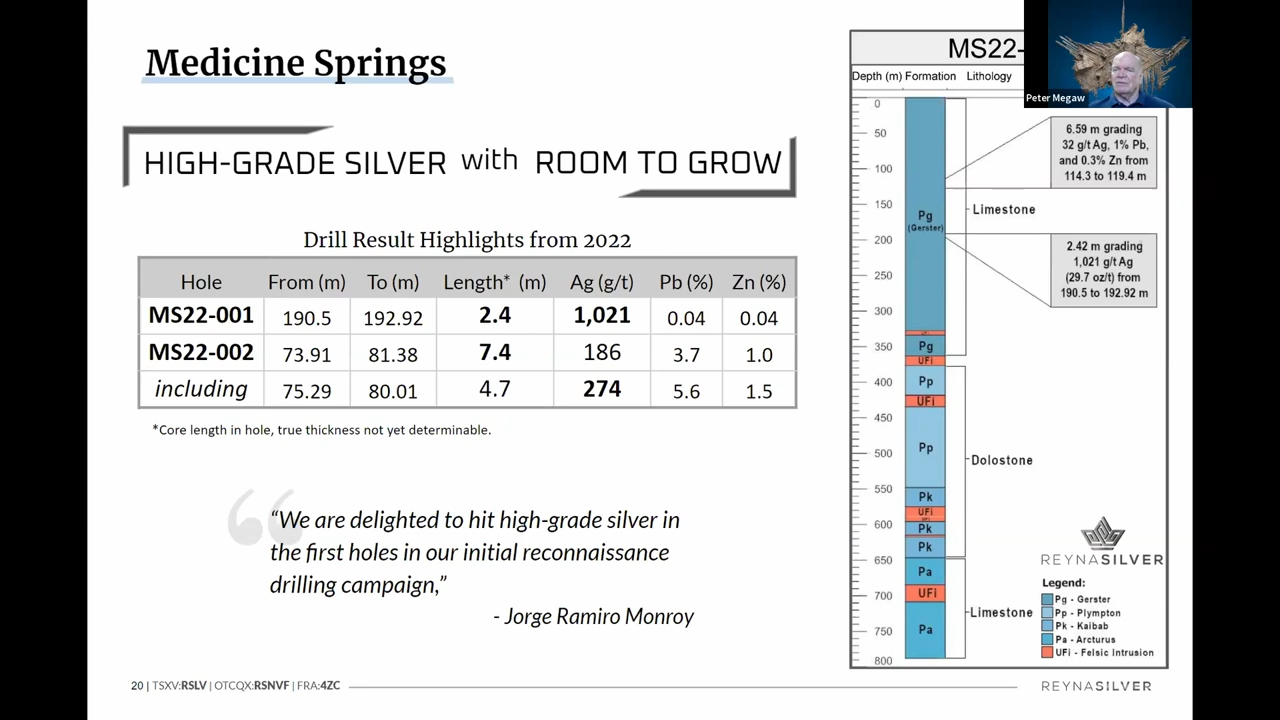 Medicine Springs
HIGH-GRADE SILVER with ROOM TO GROW
Drill Result Highlights from 2022
Hole From (m) To (m) Length* (m) Ag (g/t) Pb (%) Zn (%)
MS22-001 190.5 192.92 2.4 1,021 0.04 0.04
MS22-002 73.91 81.38 7.4 186 3.7 1.0
including 75.29 80.01 4.7 274 5.6 1.5
*Core length in hole, true thickness not yet determinable.
“We are delighted to hit high-grade silver in
the first holes in our initial reconnaissance
drilling campaign,”
- Jorge Ramiro Monroy
MS22-
Peter Megaw
Depth (m) Formation Lithology
0
50
100
150
200
250
300
350
400
450
500
550
600
650
700
750
800
Pg
(Gerster)
Pg
UFi
Pp
UFi
Pp
Pk
UFi
Pk
Pk
Pa
UFi
Pa
Limestone
Dolostone
Limestone
6.59 m grading
32 g/t Ag, 1% Pb,
and 0.3% Zn from
114.3 to 119.4 m
2.42 m grading
1,021 g/t Ag
(29.7 oz/t) from
190.5 to 192.92 m
REYNASILVER
Legend:
Pg - Gerster
Pp - Plympton
Pk - Kaibab
Pa - Arcturus
UFi - Felsic Intrusion
20 | TSXV:RSLV | OTCQX:RSNVF | FRA:4ZC
REYNASILVER